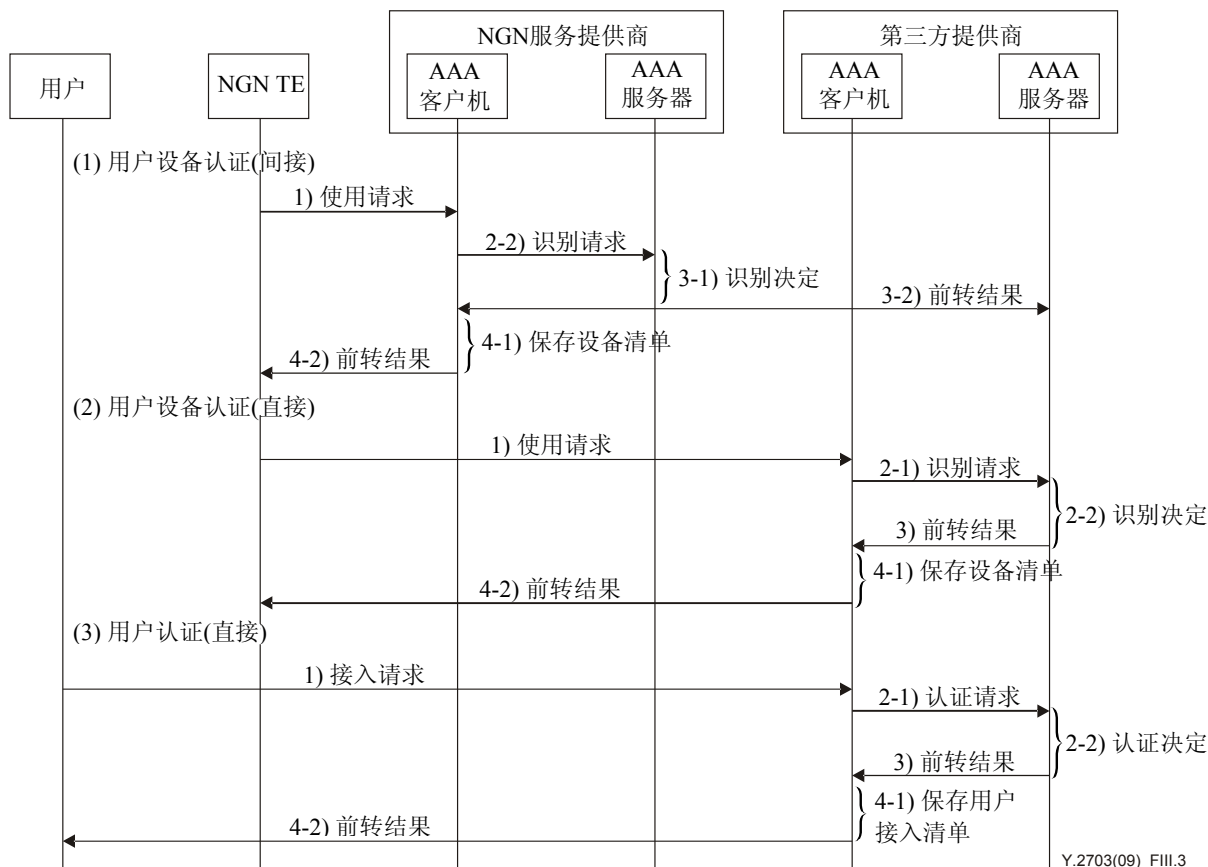 NGN服务提供商
第三方提供商
用户
NGN TE
AAA
客户机
AAA
服务器
AAA
客户机
AAA
服务器
(1) 用户设备认证(间接)
1) 使用请求
2-2) 识别请求
3-1) 识别决定
3-2) 前转结果
4-1) 保存设备清单
4-2) 前转结果
(2) 用户设备认证(直接)
1) 使用请求
2-1) 识别请求
2-2) 识别决定
3) 前转结果
4-1) 保存设备清单
4-2) 前转结果
(3) 用户认证(直接)
1) 接入请求
2-1) 认证请求
2-2) 认证决定
3) 前转结果
4-1) 保存用户
接入清单
4-2) 前转结果
Y.2703(09)_FIII.3